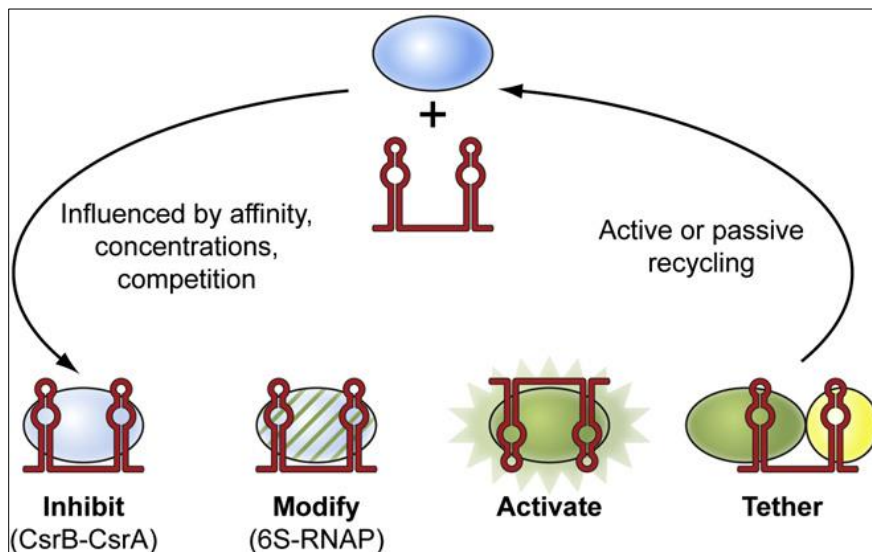 +
Influenced by affinity,
concentrations,
competition
Active or passive
recycling
Inhibit
(CsrB-CsrA)
Modify
(6S-RNAP)
Activate
Tether